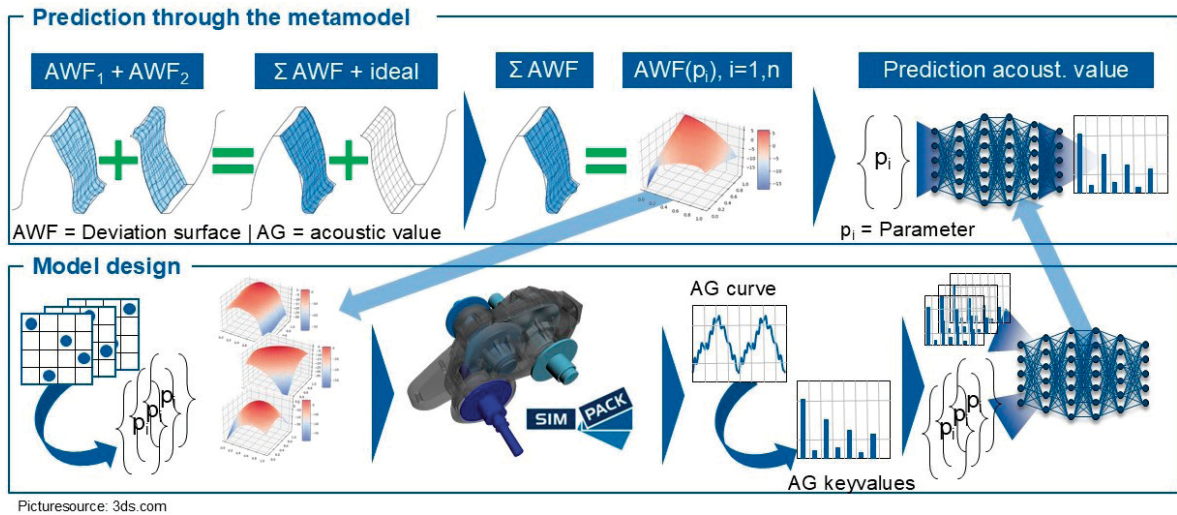 Prediction through the metamodel
AWF₁ + AWF₂
Σ AWF + ideal
Σ AWF
AWF(pᵢ), i=1,n
Prediction acoust. value
pᵢ
AWF = Deviation surface | AG = acoustic value
pᵢ = Parameter
Model design
AG curve
pᵢ pᵢ pᵢ
SIM PACK
pᵢ pᵢ pᵢ
AG keyvalues
Picturesource: 3ds.com